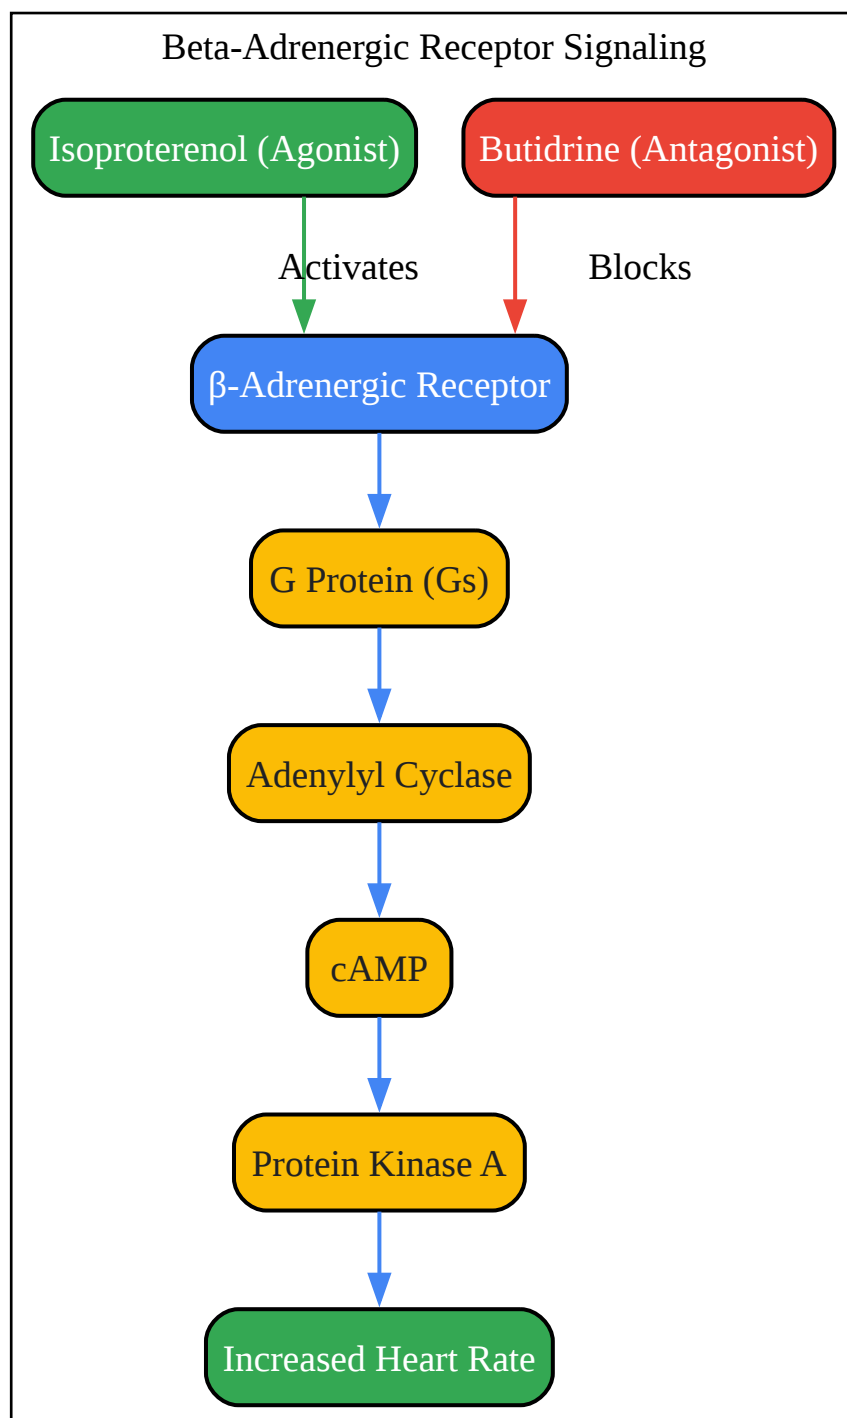 Beta-Adrenergic Receptor Signaling
Isoproterenol (Agonist)
Butidrine (Antagonist)
Activates
Blocks
β-Adrenergic Receptor
G Protein (Gs)
Adenylyl Cyclase
cAMP
Protein Kinase A
Increased Heart Rate